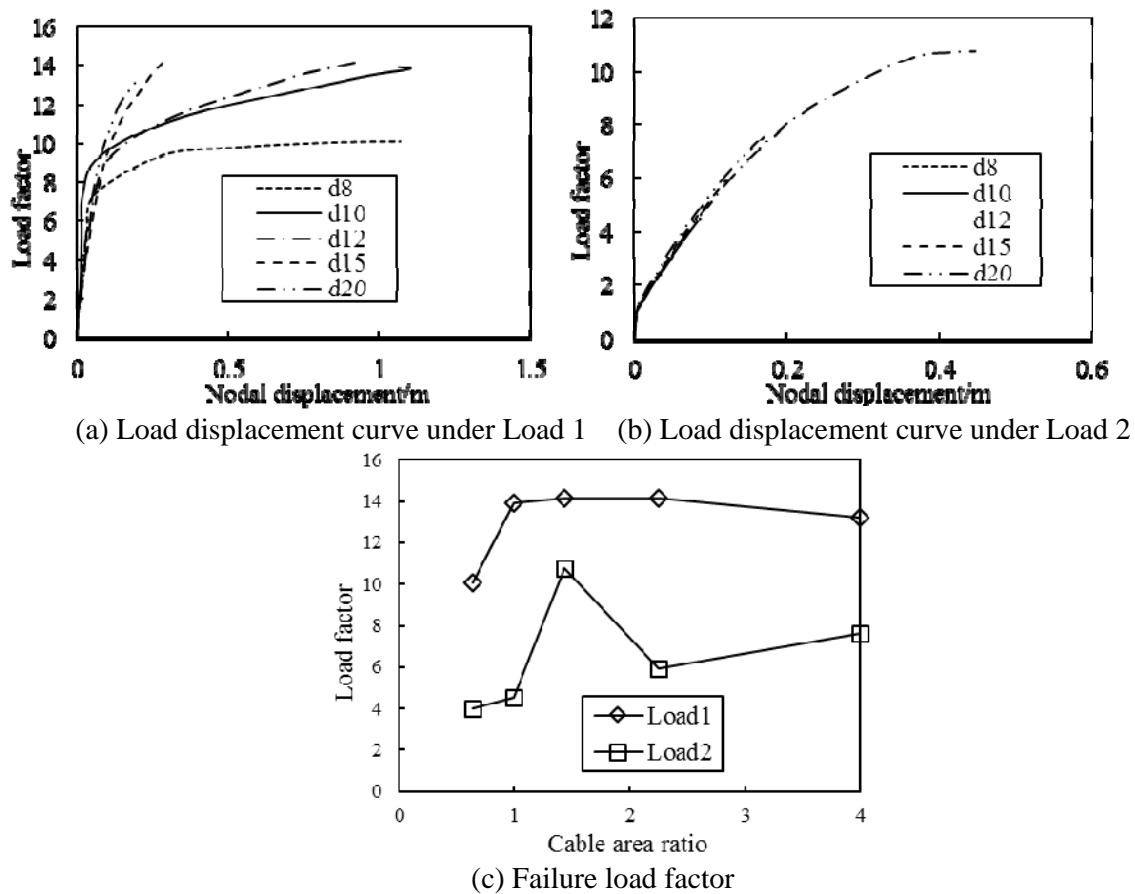 Load factor
16
14
12
10
8
6
4
2
0
d8
d10
d12
d15
d20
0
0.5
1
1.5
Nodal displacement/m
(a) Load displacement curve under Load 1
Load factor
12
10
8
6
4
2
0
d8
d10
d12
d15
d20
0
0.2
0.4
0.6
Nodal displacement/m
(b) Load displacement curve under Load 2
Load factor
16
14
12
10
8
6
4
2
0
Load1
Load2
0
1
2
3
4
Cable area ratio
(c) Failure load factor